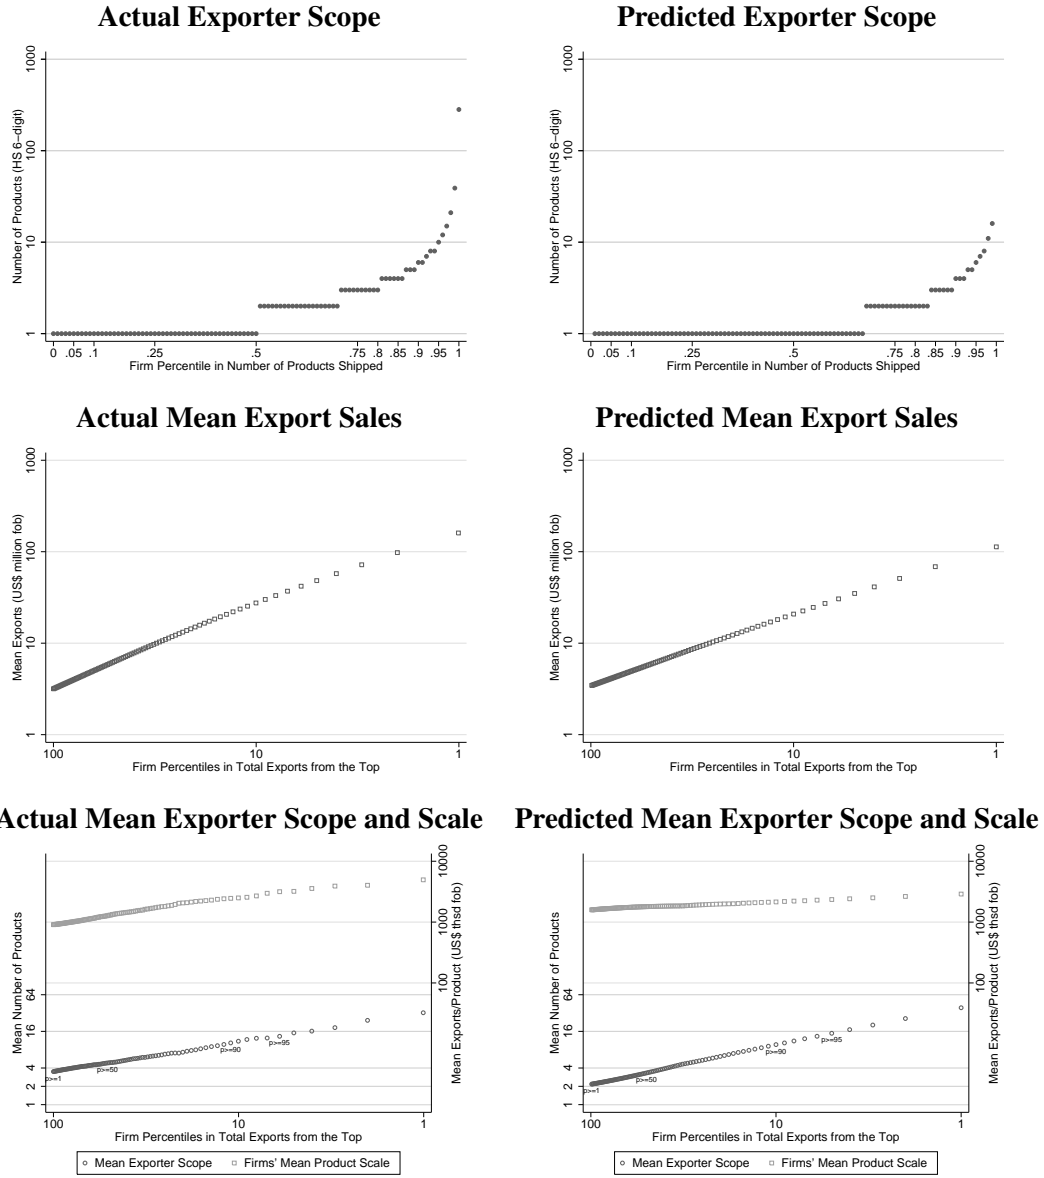 Actual Exporter Scope
Predicted Exporter Scope
Number of Products (HS 6−digit)
1000
100
10
1
0 .05 .1 .25 .5 .75 .8 .85 .9 .95 1
Firm Percentile in Number of Products Shipped
Number of Products (HS 6−digit)
1000
100
10
1
0 .05 .1 .25 .5 .75 .8 .85 .9 .95 1
Firm Percentile in Number of Products Shipped
Actual Mean Export Sales
Predicted Mean Export Sales
Mean Exports (US$ million fob)
1000
100
10
1
100 10 1
Firm Percentiles in Total Exports from the Top
Mean Exports (US$ million fob)
1000
100
10
1
100 10 1
Firm Percentiles in Total Exports from the Top
Actual Mean Exporter Scope and Scale
Predicted Mean Exporter Scope and Scale
Mean Number of Products
64
16
4
2
1
10000
1000
100
Mean Exports/Product (US$ thsd fob)
p>=1
p>=50
p>=90
p>=95
100 10 1
Firm Percentiles in Total Exports from the Top
Mean Exporter Scope
Firms' Mean Product Scale
Mean Number of Products
64
16
4
2
1
10000
1000
100
Mean Exports/Product (US$ thsd fob)
p>=1
p>=50
p>=90
p>=95
100 10 1
Firm Percentiles in Total Exports from the Top
Mean Exporter Scope
Firms' Mean Product Scale